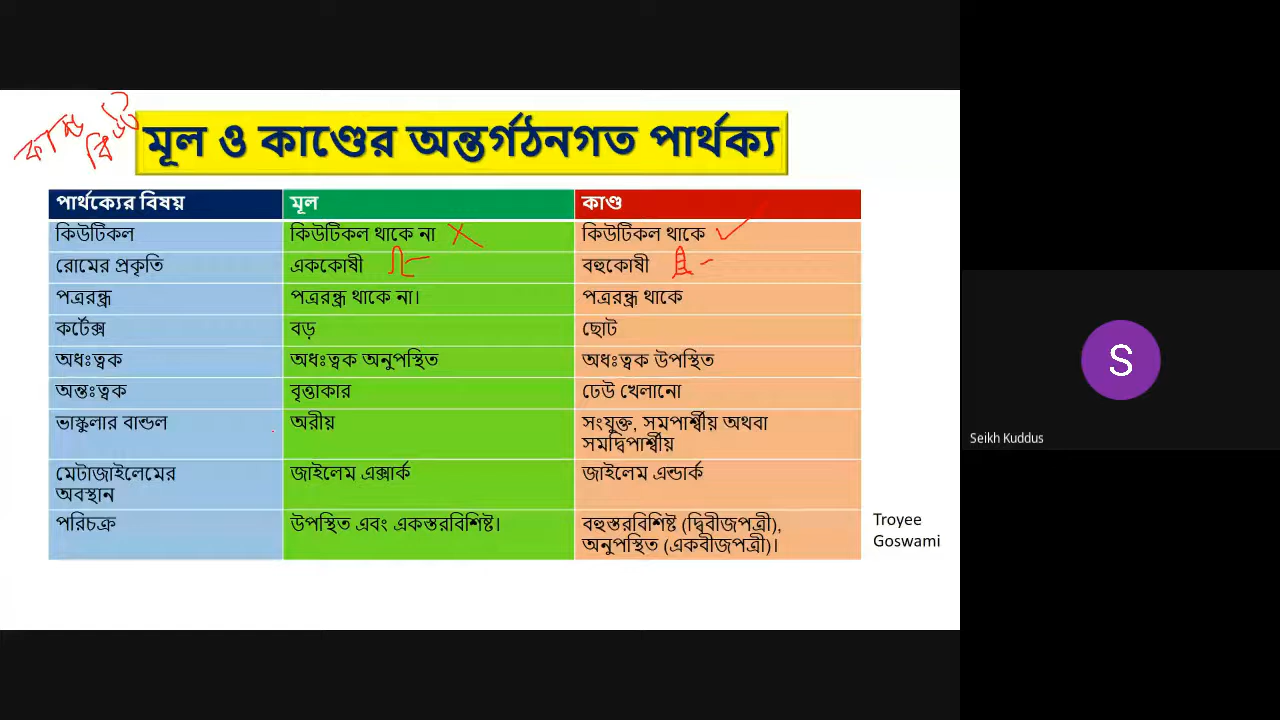 কান্ড
বিউটি
মূল ও কাণ্ডের অন্তর্গঠনগত পার্থক্য
পার্থক্যের বিষয় মূল কাণ্ড
কিউটিকল কিউটিকল থাকে না কিউটিকল থাকে
রোমের প্রকৃতি এককোষী বহুকোষী
পত্ররন্ধ্র পত্ররন্ধ্র থাকে না। পত্ররন্ধ্র থাকে
কর্টেক্স বড় ছোট
অধঃত্বক অধঃত্বক অনুপস্থিত অধঃত্বক উপস্থিত
অন্তঃত্বক বৃত্তাকার ঢেউ খেলানো
ভাস্কুলার বান্ডল অরীয় সংযুক্ত, সমপার্শ্বীয় অথবা
সমদ্বিপার্শ্বীয়
মেটাজাইলেমের জাইলেম এক্সার্ক জাইলেম এন্ডার্ক
অবস্থান
পরিচক্র উপস্থিত এবং একস্তরবিশিষ্ট। বহুস্তরবিশিষ্ট (দ্বিবীজপত্রী),
অনুপস্থিত (একবীজপত্রী)।
Troyee
Goswami
S
Seikh Kuddus